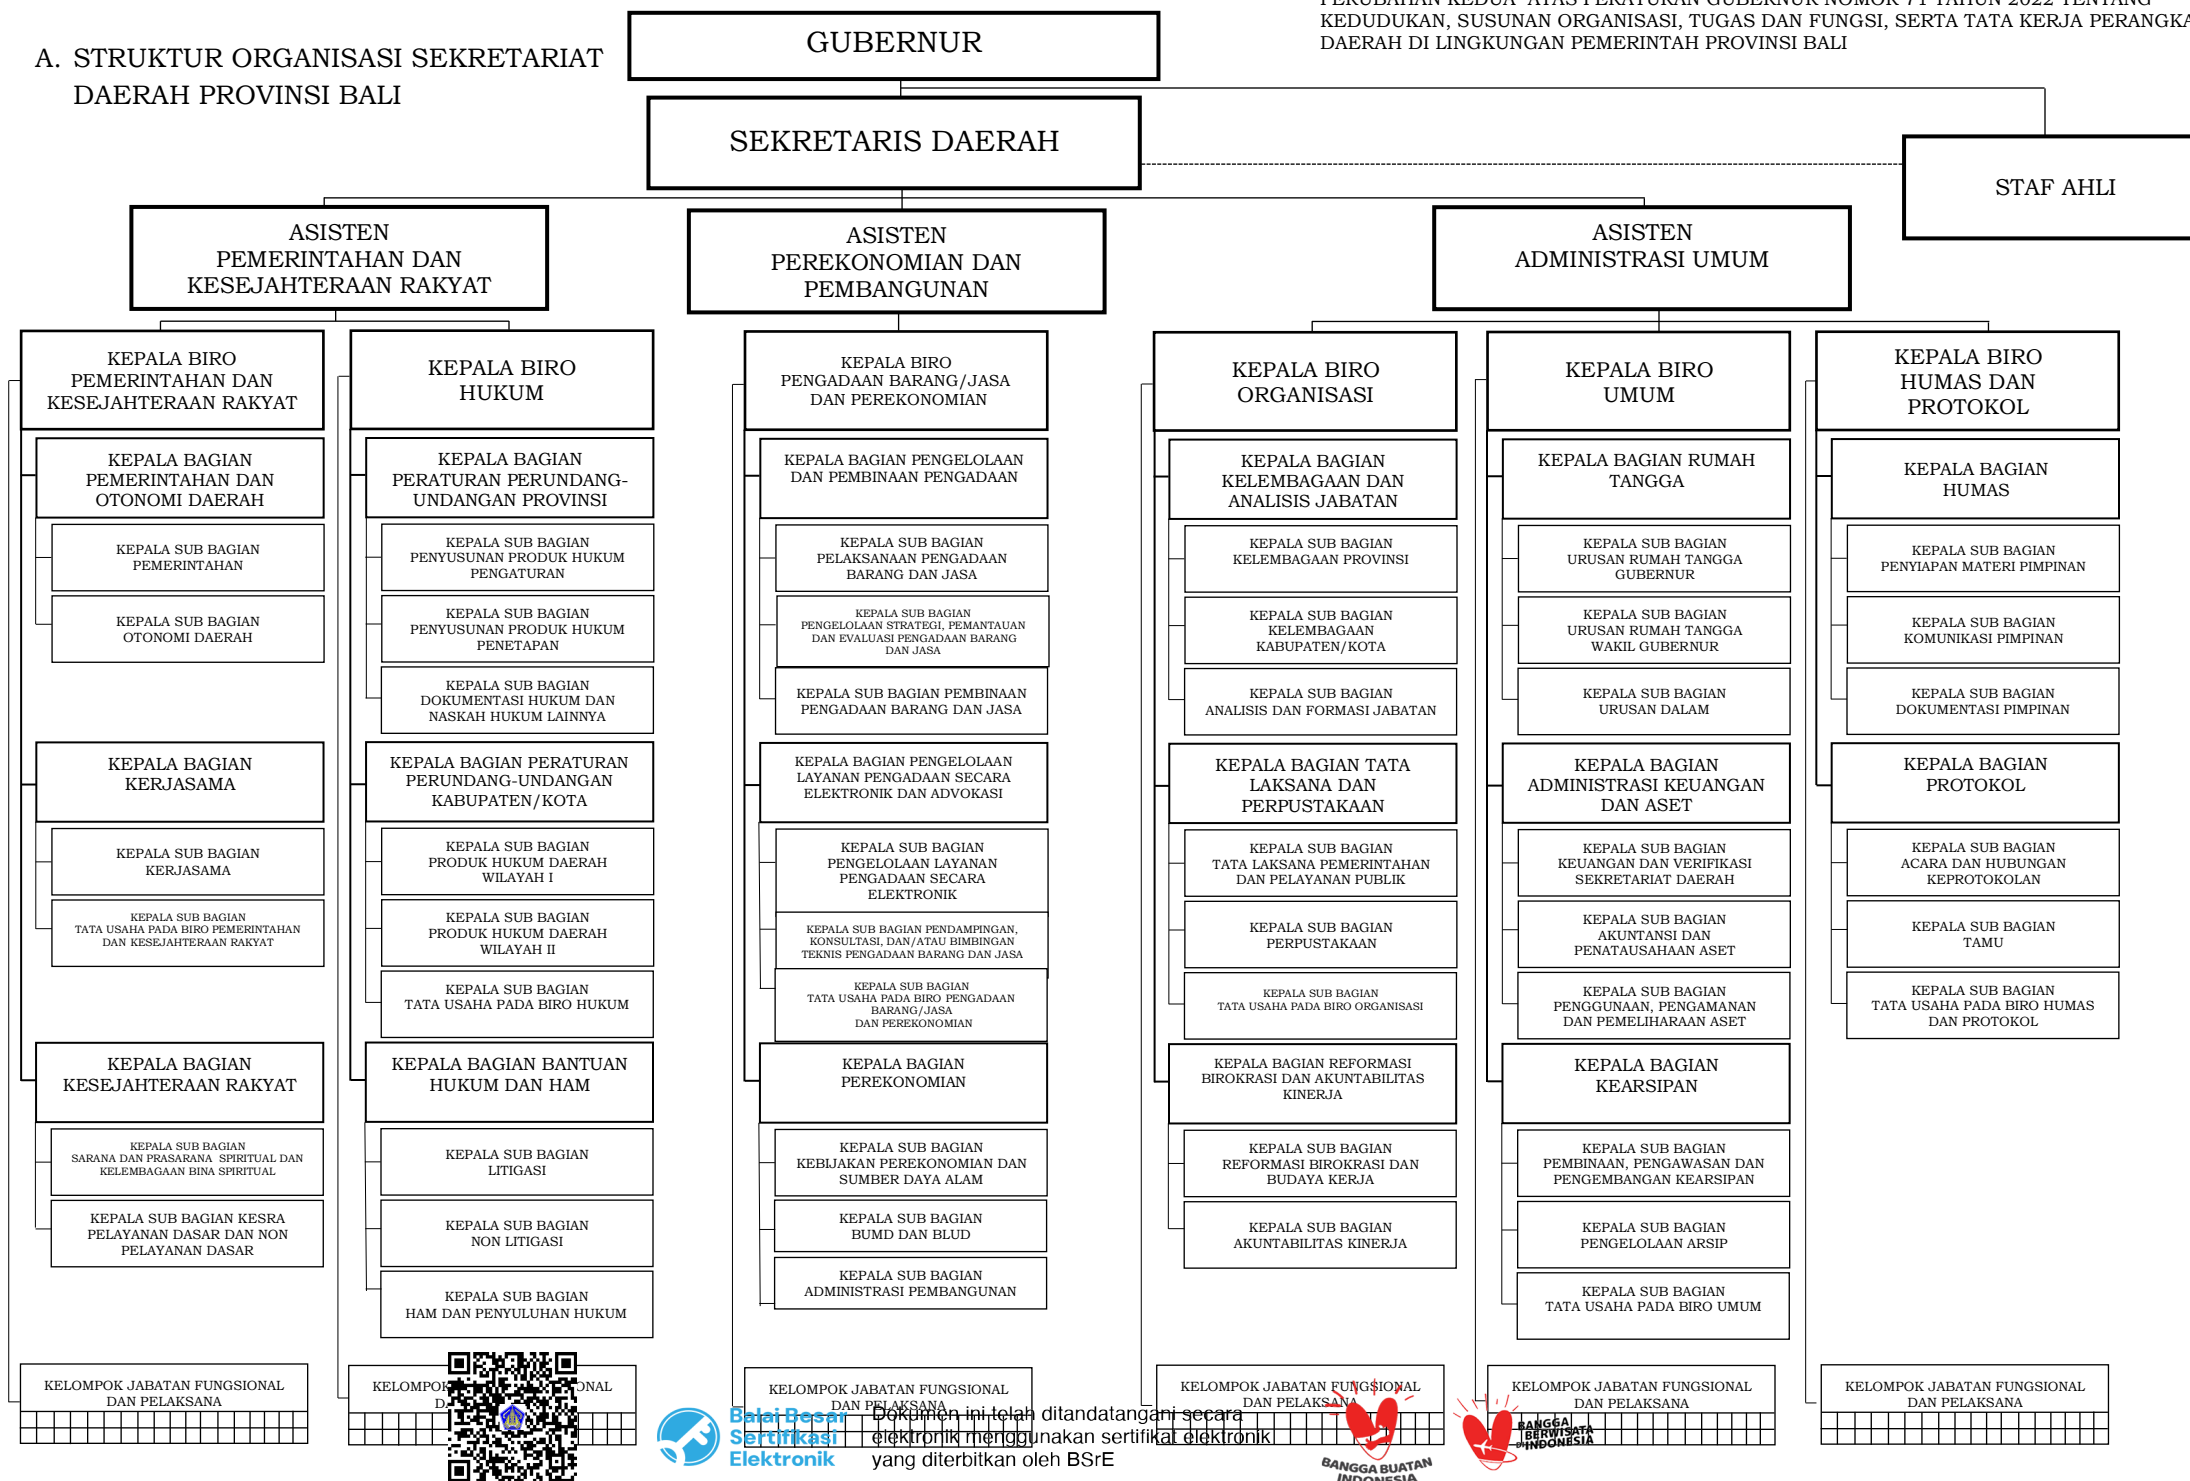 PERUBAHAN KEDUA ATAS PERATURAN GUBERNUR NOMOR 71 TAHUN 2022 TENTANG
KEDUDUKAN, SUSUNAN ORGANISASI, TUGAS DAN FUNGSI, SERTA TATA KERJA PERANGKA
DAERAH DI LINGKUNGAN PEMERINTAH PROVINSI BALI
A. STRUKTUR ORGANISASI SEKRETARIAT
DAERAH PROVINSI BALI
GUBERNUR
SEKRETARIS DAERAH
STAF AHLI
ASISTEN
PEMERINTAHAN DAN
KESEJAHTERAAN RAKYAT
ASISTEN
PEREKONOMIAN DAN
PEMBANGUNAN
ASISTEN
ADMINISTRASI UMUM
KEPALA BIRO
PEMERINTAHAN DAN
KESEJAHTERAAN RAKYAT
KEPALA BAGIAN
PEMERINTAHAN DAN
OTONOMI DAERAH
KEPALA SUB BAGIAN
PEMERINTAHAN
KEPALA SUB BAGIAN
OTONOMI DAERAH
KEPALA BAGIAN
KERJASAMA
KEPALA SUB BAGIAN
KERJASAMA
KEPALA SUB BAGIAN
TATA USAHA PADA BIRO PEMERINTAHAN
DAN KESEJAHTERAAN RAKYAT
KEPALA BAGIAN
KESEJAHTERAAN RAKYAT
KEPALA SUB BAGIAN
SARANA DAN PRASARANA SPIRITUAL DAN
KELEMBAGAAN BINA SPIRITUAL
KEPALA SUB BAGIAN KESRA
PELAYANAN DASAR DAN NON
PELAYANAN DASAR
KELOMPOK JABATAN FUNGSIONAL
DAN PELAKSANA
KEPALA BIRO
HUKUM
KEPALA BAGIAN
PERATURAN PERUNDANG-
UNDANGAN PROVINSI
KEPALA SUB BAGIAN
PENYUSUNAN PRODUK HUKUM
PENGATURAN
KEPALA SUB BAGIAN
PENYUSUNAN PRODUK HUKUM
PENETAPAN
KEPALA SUB BAGIAN
DOKUMENTASI HUKUM DAN
NASKAH HUKUM LAINNYA
KEPALA BAGIAN PERATURAN
PERUNDANG-UNDANGAN
KABUPATEN/KOTA
KEPALA SUB BAGIAN
PRODUK HUKUM DAERAH
WILAYAH I
KEPALA SUB BAGIAN
PRODUK HUKUM DAERAH
WILAYAH II
KEPALA SUB BAGIAN
TATA USAHA PADA BIRO HUKUM
KEPALA BAGIAN BANTUAN
HUKUM DAN HAM
KEPALA SUB BAGIAN
LITIGASI
KEPALA SUB BAGIAN
NON LITIGASI
KEPALA SUB BAGIAN
HAM DAN PENYULUHAN HUKUM
KELOMPOK
KEPALA BIRO
PENGADAAN BARANG/JASA
DAN PEREKONOMIAN
KEPALA BAGIAN PENGELOLAAN
DAN PEMBINAAN PENGADAAN
KEPALA SUB BAGIAN
PELAKSANAAN PENGADAAN
BARANG DAN JASA
KEPALA SUB BAGIAN
PENGELOLAAN STRATEGI, PEMANTAUAN
DAN EVALUASI PENGADAAN BARANG
DAN JASA
KEPALA SUB BAGIAN PEMBINAAN
PENGADAAN BARANG DAN JASA
KEPALA BAGIAN PENGELOLAAN
LAYANAN PENGADAAN SECARA
ELEKTRONIK DAN ADVOKASI
KEPALA SUB BAGIAN
PENGELOLAAN LAYANAN
PENGADAAN SECARA
ELEKTRONIK
KEPALA SUB BAGIAN PENDAMPINGAN,
KONSULTASI, DAN/ATAU BIMBINGAN
TEKNIS PENGADAAN BARANG DAN JASA
KEPALA SUB BAGIAN
TATA USAHA PADA BIRO PENGADAAN
BARANG/JASA
DAN PEREKONOMIAN
KEPALA BAGIAN
PEREKONOMIAN
KEPALA SUB BAGIAN
KEBIJAKAN PEREKONOMIAN DAN
SUMBER DAYA ALAM
KEPALA SUB BAGIAN
BUMD DAN BLUD
KEPALA SUB BAGIAN
ADMINISTRASI PEMBANGUNAN
KELOMPOK JABATAN FUNGSIONAL
DAN PELAKSANA
KEPALA BIRO
ORGANISASI
KEPALA BAGIAN
KELEMBAGAAN DAN
ANALISIS JABATAN
KEPALA SUB BAGIAN
KELEMBAGAAN PROVINSI
KEPALA SUB BAGIAN
KELEMBAGAAN
KABUPATEN/KOTA
KEPALA SUB BAGIAN
ANALISIS DAN FORMASI JABATAN
KEPALA BAGIAN TATA
LAKSANA DAN
PERPUSTAKAAN
KEPALA SUB BAGIAN
TATA LAKSANA PEMERINTAHAN
DAN PELAYANAN PUBLIK
KEPALA SUB BAGIAN
PERPUSTAKAAN
KEPALA SUB BAGIAN
TATA USAHA PADA BIRO ORGANISASI
KEPALA BAGIAN REFORMASI
BIROKRASI DAN AKUNTABILITAS
KINERJA
KEPALA SUB BAGIAN
REFORMASI BIROKRASI DAN
BUDAYA KERJA
KEPALA SUB BAGIAN
AKUNTABILITAS KINERJA
KELOMPOK JABATAN FUNGSIONAL
DAN PELAKSANA
KEPALA BIRO
UMUM
KEPALA BAGIAN RUMAH
TANGGA
KEPALA SUB BAGIAN
URUSAN RUMAH TANGGA
GUBERNUR
KEPALA SUB BAGIAN
URUSAN RUMAH TANGGA
WAKIL GUBERNUR
KEPALA SUB BAGIAN
URUSAN DALAM
KEPALA BAGIAN
ADMINISTRASI KEUANGAN
DAN ASET
KEPALA SUB BAGIAN
KEUANGAN DAN VERIFIKASI
SEKRETARIAT DAERAH
KEPALA SUB BAGIAN
AKUNTANSI DAN
PENATAUSAHAAN ASET
KEPALA SUB BAGIAN
PENGGUNAAN, PENGAMANAN
DAN PEMELIHARAAN ASET
KEPALA BAGIAN
KEARSIPAN
KEPALA SUB BAGIAN
PEMBINAAN, PENGAWASAN DAN
PENGEMBANGAN KEARSIPAN
KEPALA SUB BAGIAN
PENGELOLAAN ARSIP
KEPALA SUB BAGIAN
TATA USAHA PADA BIRO UMUM
KELOMPOK JABATAN FUNGSIONAL
DAN PELAKSANA
KEPALA BIRO
HUMAS DAN
PROTOKOL
KEPALA BAGIAN
HUMAS
KEPALA SUB BAGIAN
PENYIAPAN MATERI PIMPINAN
KEPALA SUB BAGIAN
KOMUNIKASI PIMPINAN
KEPALA SUB BAGIAN
DOKUMENTASI PIMPINAN
KEPALA BAGIAN
PROTOKOL
KEPALA SUB BAGIAN
ACARA DAN HUBUNGAN
KEPROTOKOLAN
KEPALA SUB BAGIAN
TAMU
KEPALA SUB BAGIAN
TATA USAHA PADA BIRO HUMAS
DAN PROTOKOL
KELOMPOK JABATAN FUNGSIONAL
DAN PELAKSANA
Balai Besar
Sertifikasi
Elektronik
Dokumen ini telah ditandatangani secara
elektronik menggunakan sertifikat elektronik
yang diterbitkan oleh BSrE
BANGGA BUATAN
INDONESIA
BANGGA
BERWISATA
DI INDONESIA